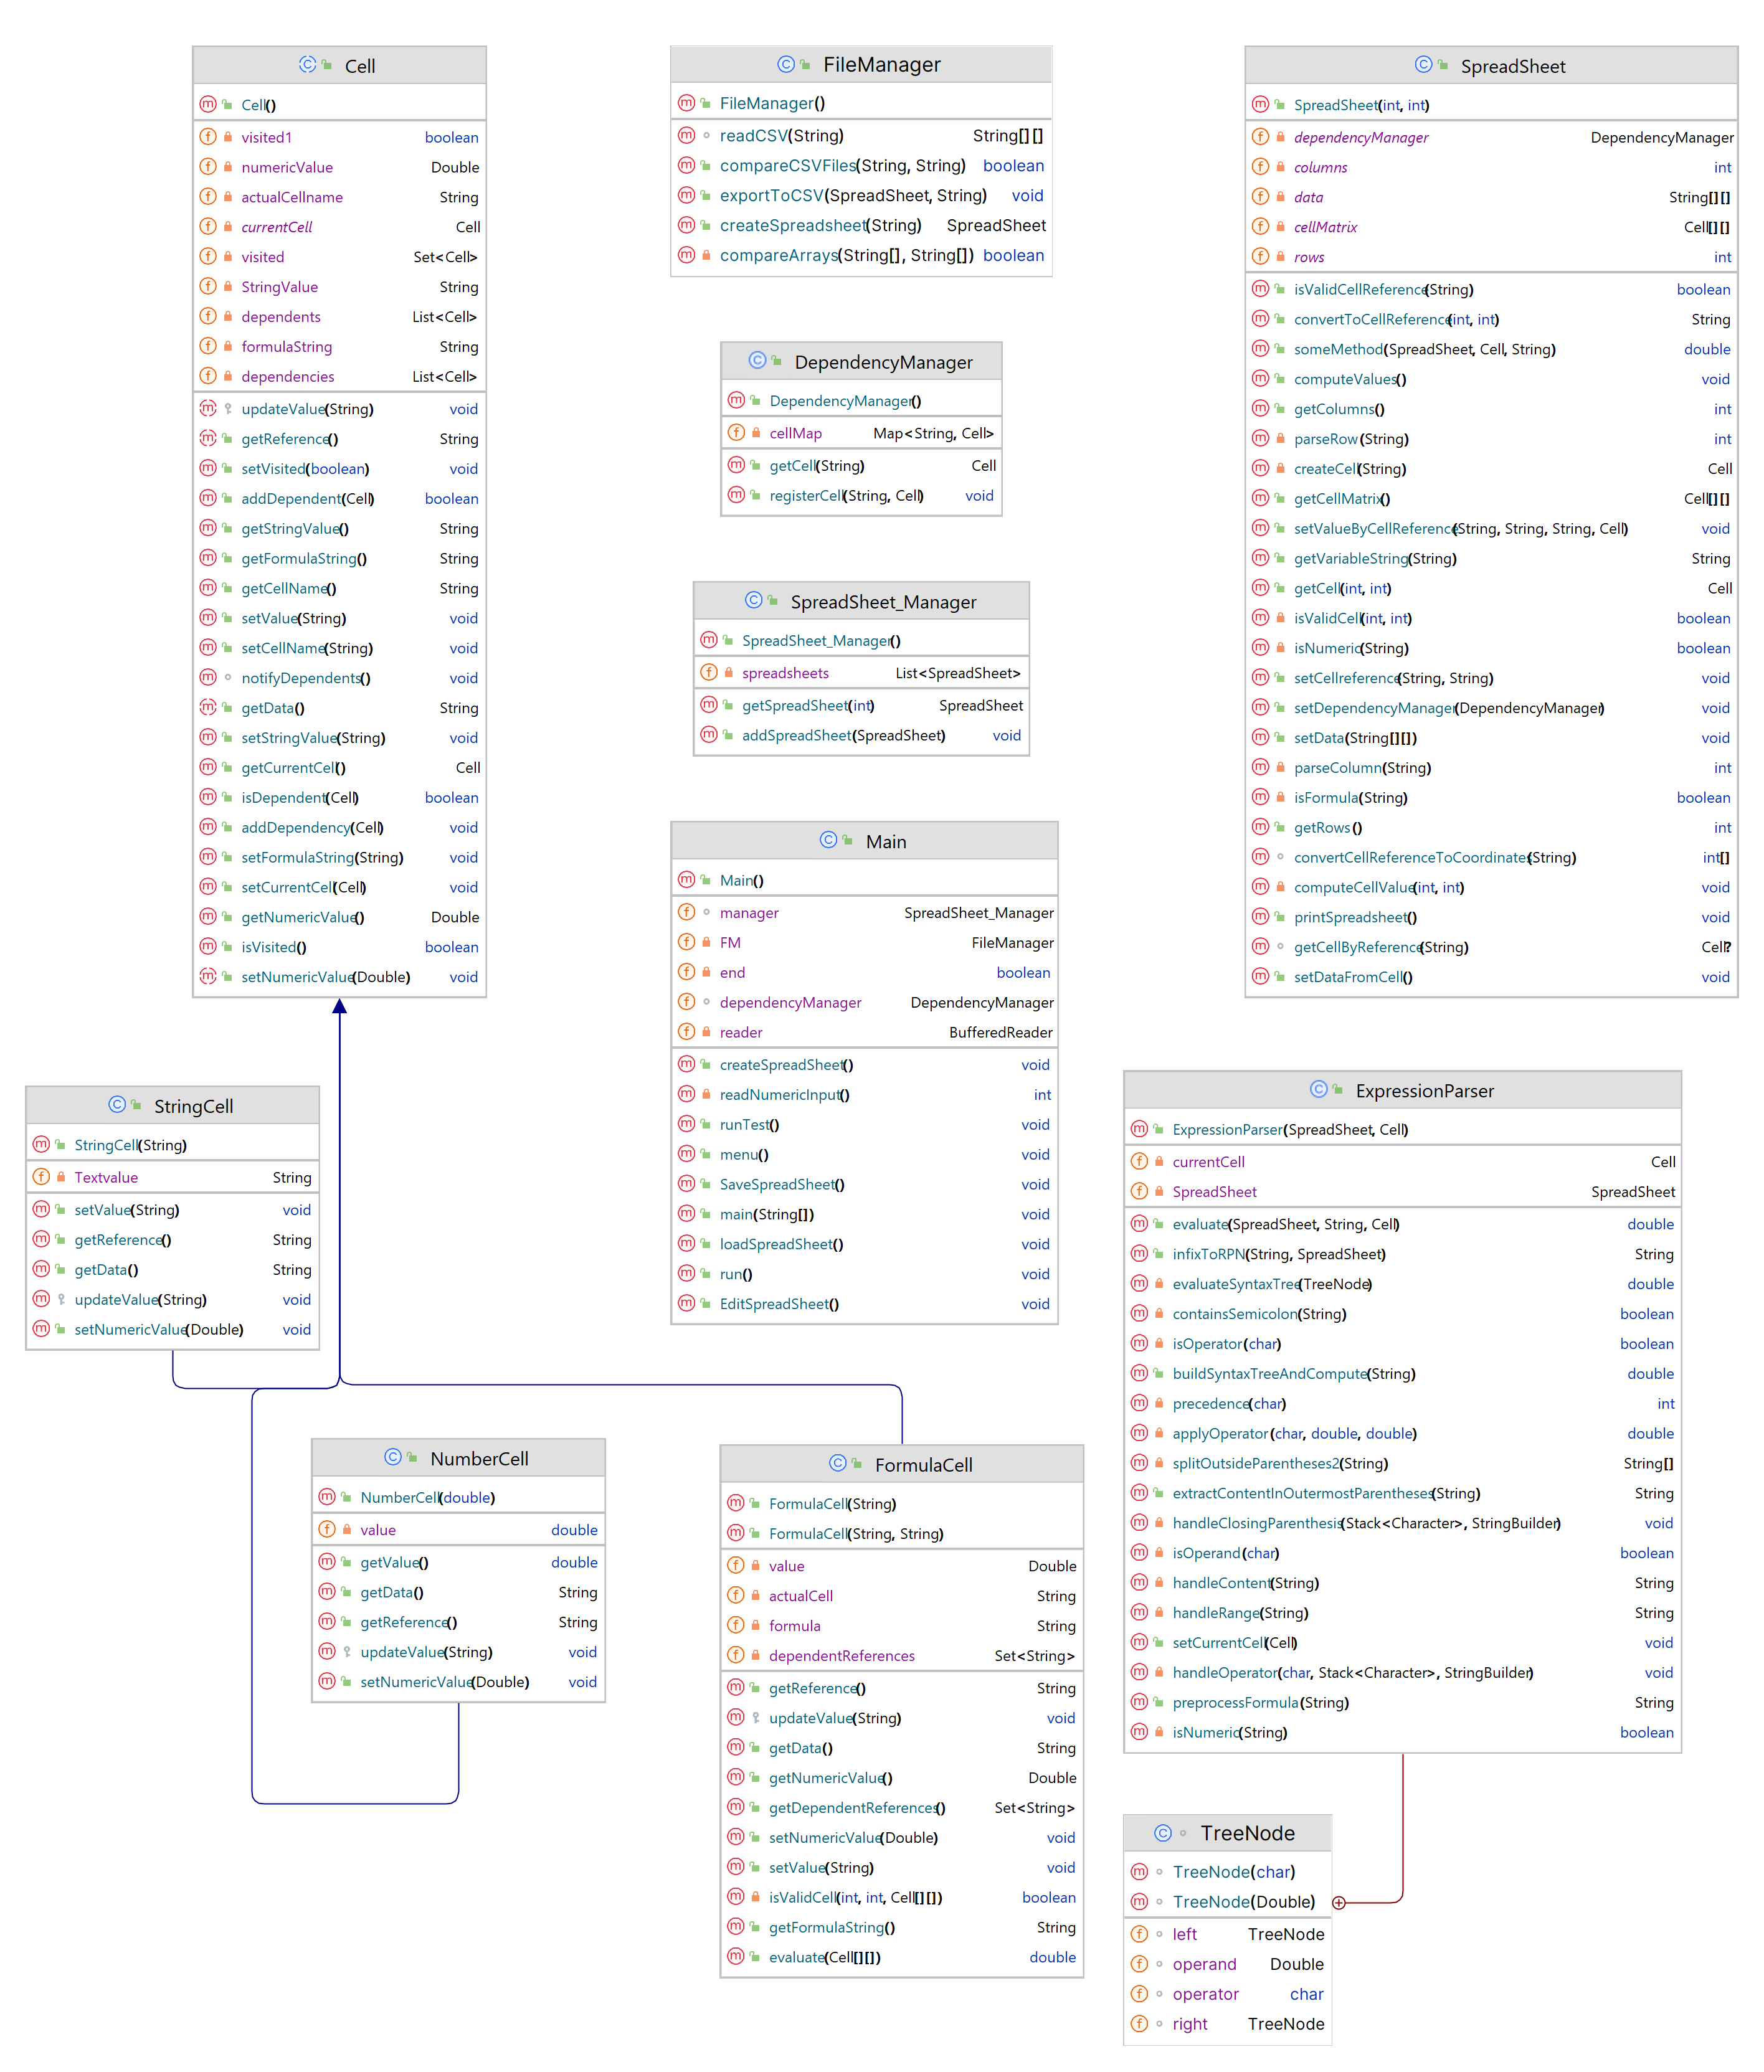 Cell
Cell()
visited1 boolean
numericValue Double
actualCellname String
currentCell Cell
visited Set<Cell>
StringValue String
dependents List<Cell>
formulaString String
dependencies List<Cell>
updateValue(String) void
getReference() String
setVisited(boolean) void
addDependent(Cell) boolean
getStringValue() String
getFormulaString() String
getCellName() String
setValue(String) void
setCellName(String) void
notifyDependents() void
getData() String
setStringValue(String) void
getCurrentCell() Cell
isDependent(Cell) boolean
addDependency(Cell) void
setFormulaString(String) void
setCurrentCell(Cell) void
getNumericValue() Double
isVisited() boolean
setNumericValue(Double) void
FileManager
FileManager()
readCSV(String) String[][]
compareCSVFiles(String, String) boolean
exportToCSV(SpreadSheet, String) void
createSpreadsheet(String) SpreadSheet
compareArrays(String[], String[]) boolean
DependencyManager
DependencyManager()
cellMap Map<String, Cell>
getCell(String) Cell
registerCell(String, Cell) void
SpreadSheet_Manager
SpreadSheet_Manager()
spreadsheets List<SpreadSheet>
getSpreadSheet(int) SpreadSheet
addSpreadSheet(SpreadSheet) void
Main
Main()
manager SpreadSheet_Manager
FM FileManager
end boolean
dependencyManager DependencyManager
reader BufferedReader
createSpreadSheet() void
readNumericInput() int
runTest() void
menu() void
SaveSpreadSheet() void
main(String[]) void
loadSpreadSheet() void
run() void
EditSpreadSheet() void
SpreadSheet
SpreadSheet(int, int)
dependencyManager DependencyManager
columns int
data String[][]
cellMatrix Cell[][]
rows int
isValidCellReference(String) boolean
convertToCellReference(int, int) String
someMethod(SpreadSheet, Cell, String) double
computeValues() void
getColumns() int
parseRow(String) int
createCell(String) Cell
getCellMatrix() Cell[][]
setValueByCellReference(String, String, String, Cell) void
getVariableString(String) String
getCell(int, int) Cell
isValidCell(int, int) boolean
isNumeric(String) boolean
setCellreference(String, String) void
setDependencyManager(DependencyManager) void
setData(String[][]) void
parseColumn(String) int
isFormula(String) boolean
getRows() int
convertCellReferenceToCoordinates(String) int[]
computeCellValue(int, int) void
printSpreadsheet() void
getCellByReference(String) Cell?
setDataFromCell() void
StringCell
StringCell(String)
Textvalue String
setValue(String) void
getReference() String
getData() String
updateValue(String) void
setNumericValue(Double) void
NumberCell
NumberCell(double)
value double
getValue() double
getData() String
getReference() String
updateValue(String) void
setNumericValue(Double) void
FormulaCell
FormulaCell(String)
FormulaCell(String, String)
value Double
actualCell String
formula String
dependentReferences Set<String>
getReference() String
updateValue(String) void
getData() String
getNumericValue() Double
getDependentReferences() Set<String>
setNumericValue(Double) void
setValue(String) void
isValidCell(int, int, Cell[][]) boolean
getFormulaString() String
evaluate(Cell[][]) double
ExpressionParser
ExpressionParser(SpreadSheet, Cell)
currentCell Cell
SpreadSheet SpreadSheet
evaluate(SpreadSheet, String, Cell) double
infixToRPN(String, SpreadSheet) String
evaluateSyntaxTree(TreeNode) double
containsSemicolon(String) boolean
isOperator(char) boolean
buildSyntaxTreeAndCompute(String) double
precedence(char) int
applyOperator(char, double, double) double
splitOutsideParentheses2(String) String[]
extractContentInOutermostParentheses(String) String
handleClosingParenthesis(Stack<Character>, StringBuilder) void
isOperand(char) boolean
handleContent(String) String
handleRange(String) String
setCurrentCell(Cell) void
handleOperator(char, Stack<Character>, StringBuilder) void
preprocessFormula(String) String
isNumeric(String) boolean
TreeNode
TreeNode(char)
TreeNode(Double)
left TreeNode
operand Double
operator char
right TreeNode